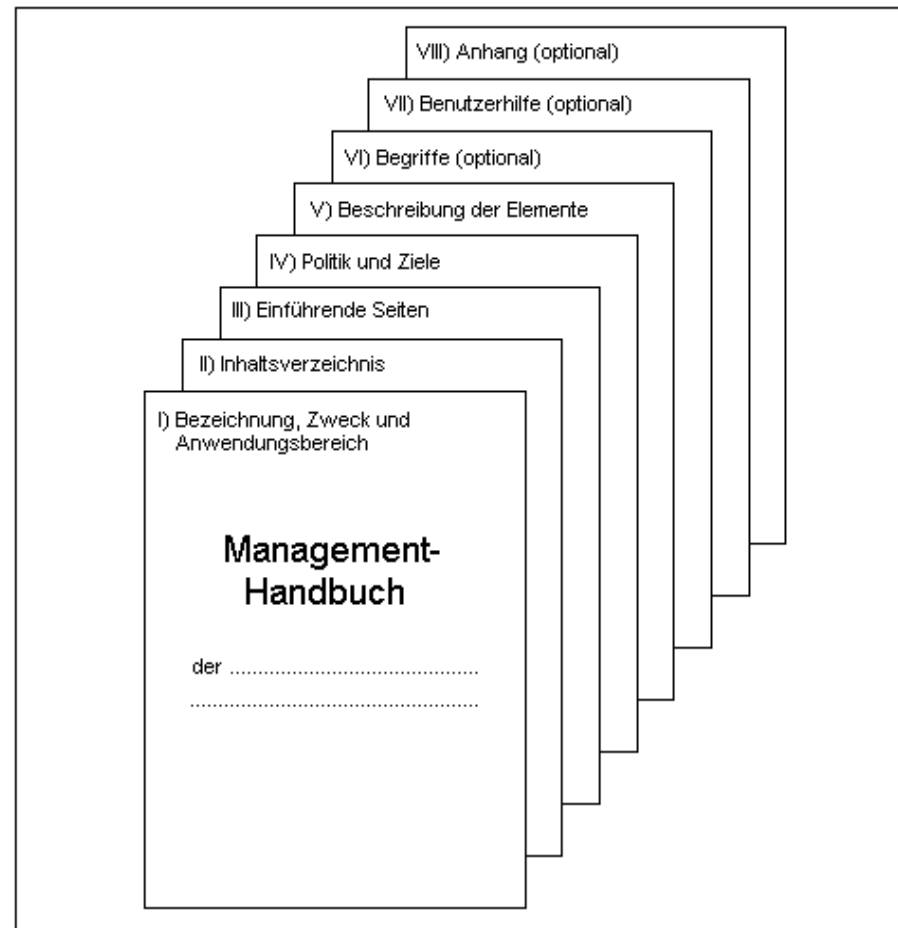 VIII) Anhang (optional)
VII) Benutzerhilfe (optional)
VI) Begriffe (optional)
V) Beschreibung der Elemente
IV) Politik und Ziele
III) Einführende Seiten
II) Inhaltsverzeichnis
I) Bezeichnung, Zweck und
Anwendungsbereich
Management-
Handbuch
der ..............................................
.....................................................